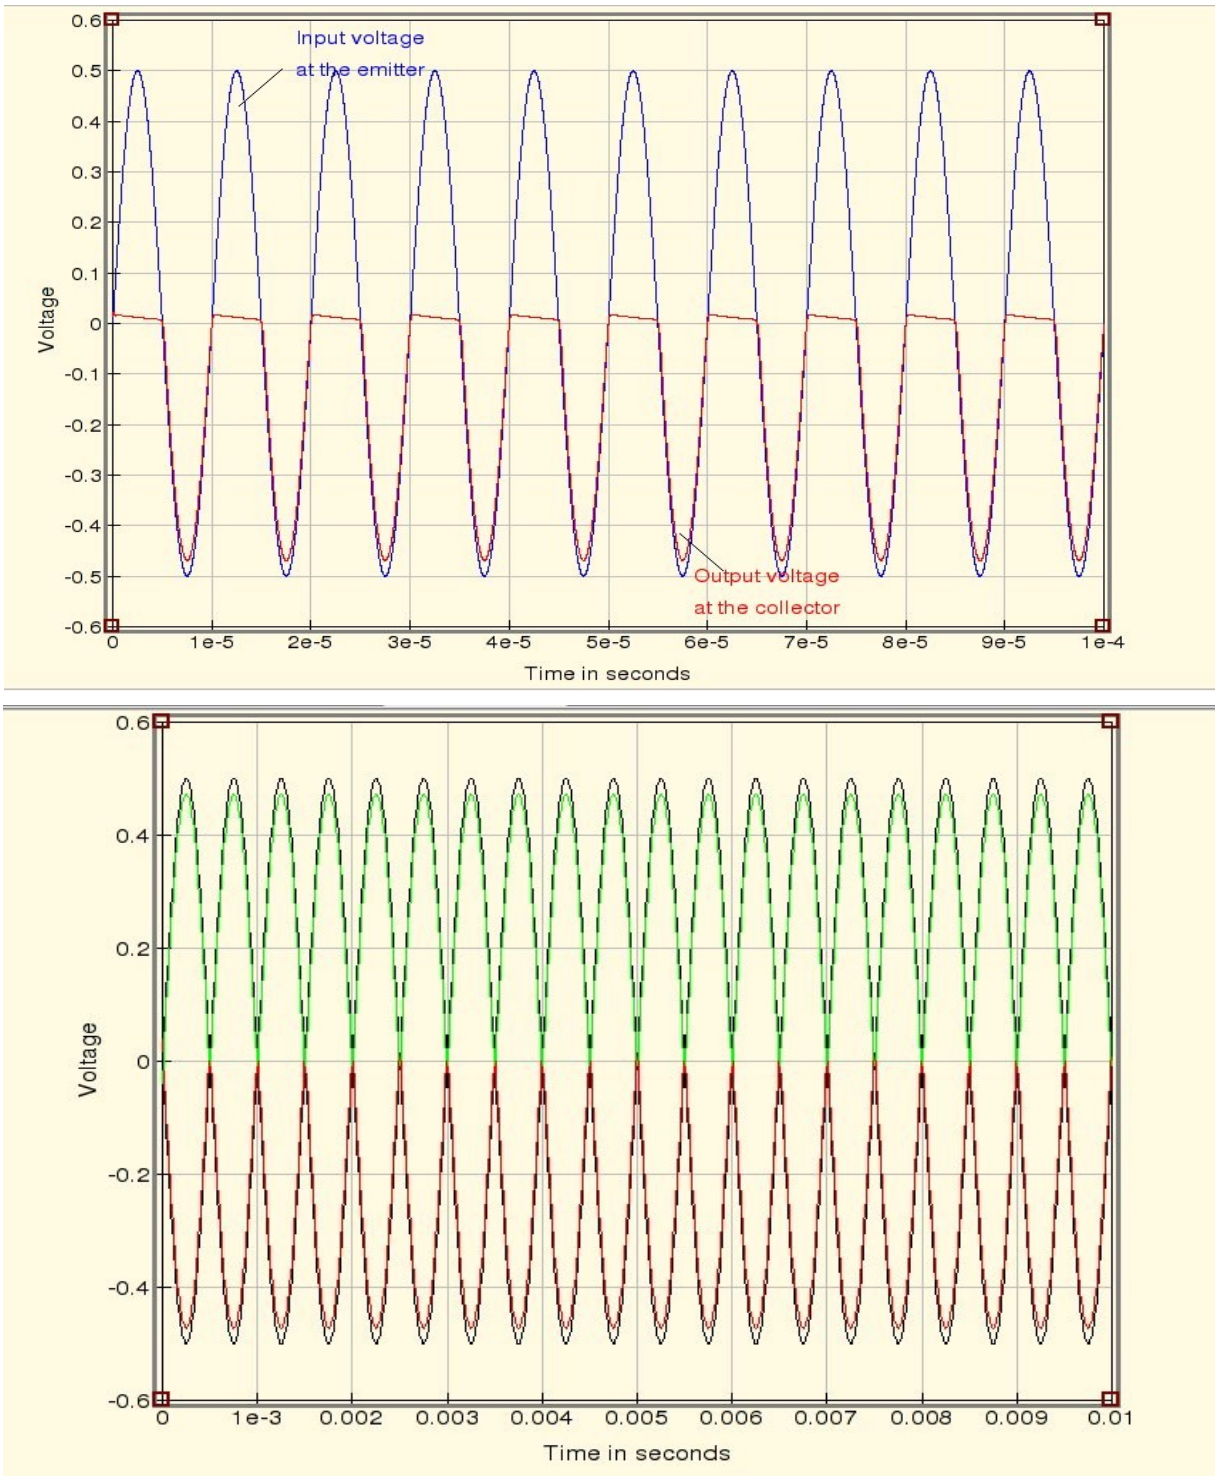 0.6
Input voltage
at the emitter
0.5
0.4
0.3
0.2
0.1
0
-0.1
-0.2
-0.3
-0.4
-0.5
-0.6
Voltage
Output voltage
at the collector
0 1e-5 2e-5 3e-5 4e-5 5e-5 6e-5 7e-5 8e-5 9e-5 1e-4
Time in seconds
0.6
0.4
0.2
0
-0.2
-0.4
-0.6
Voltage
0 1e-3 0.002 0.003 0.004 0.005 0.006 0.007 0.008 0.009 0.01
Time in seconds